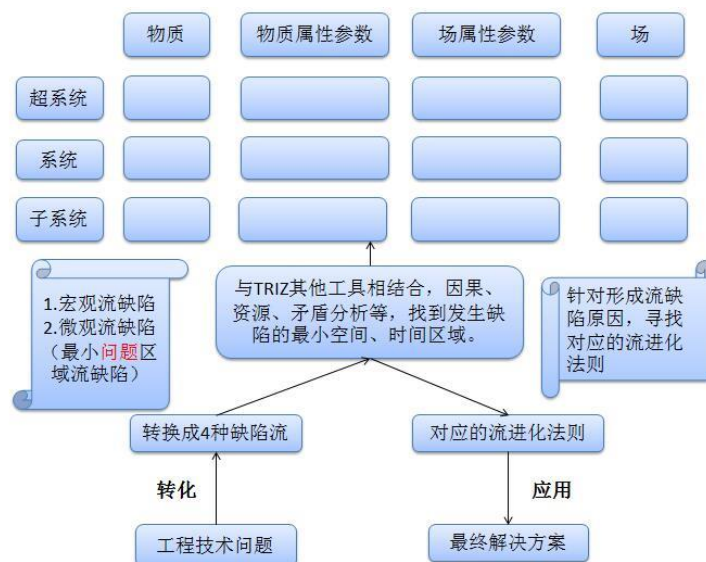 物质
物质属性参数
场属性参数
场
超系统
系统
子系统
1.宏观流缺陷
2.微观流缺陷
（最小问题区
域流缺陷）
与TRIZ其他工具相结合，因果、
资源、矛盾分析等，找到发生缺
陷的最小空间、时间区域。
针对形成流缺
陷原因，寻找
对应的流进化
法则
转换成4种缺陷流
对应的流进化法则
转化
应用
工程技术问题
最终解决方案